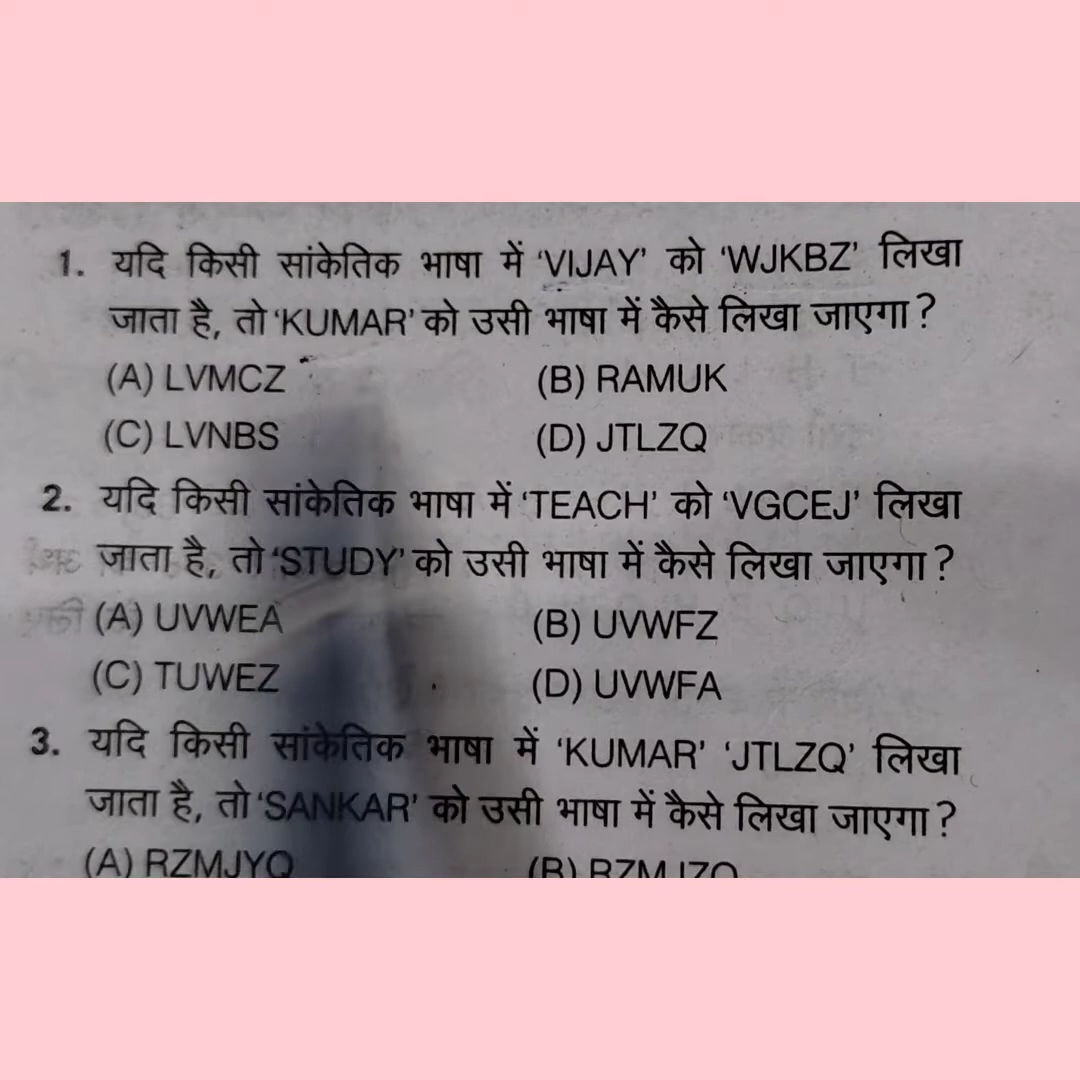 1. यदि किसी सांकेतिक भाषा में ‘VIJAY’ को ‘WJKBZ’ लिखा
जाता है, तो ‘KUMAR’ को उसी भाषा में कैसे लिखा जाएगा?
(A) LVMCZ (B) RAMUK
(C) LVNBS (D) JTLZQ
2. यदि किसी सांकेतिक भाषा में ‘TEACH’ को ‘VGCEJ’ लिखा
जाता है, तो ‘STUDY’ को उसी भाषा में कैसे लिखा जाएगा?
(A) UVWEA (B) UVWFZ
(C) TUWEZ (D) UVWFA
3. यदि किसी सांकेतिक भाषा में ‘KUMAR’ ‘JTLZQ’ लिखा
जाता है, तो ‘SANKAR’ को उसी भाषा में कैसे लिखा जाएगा?
(A) RZMJYQ (B) RZMJZQ